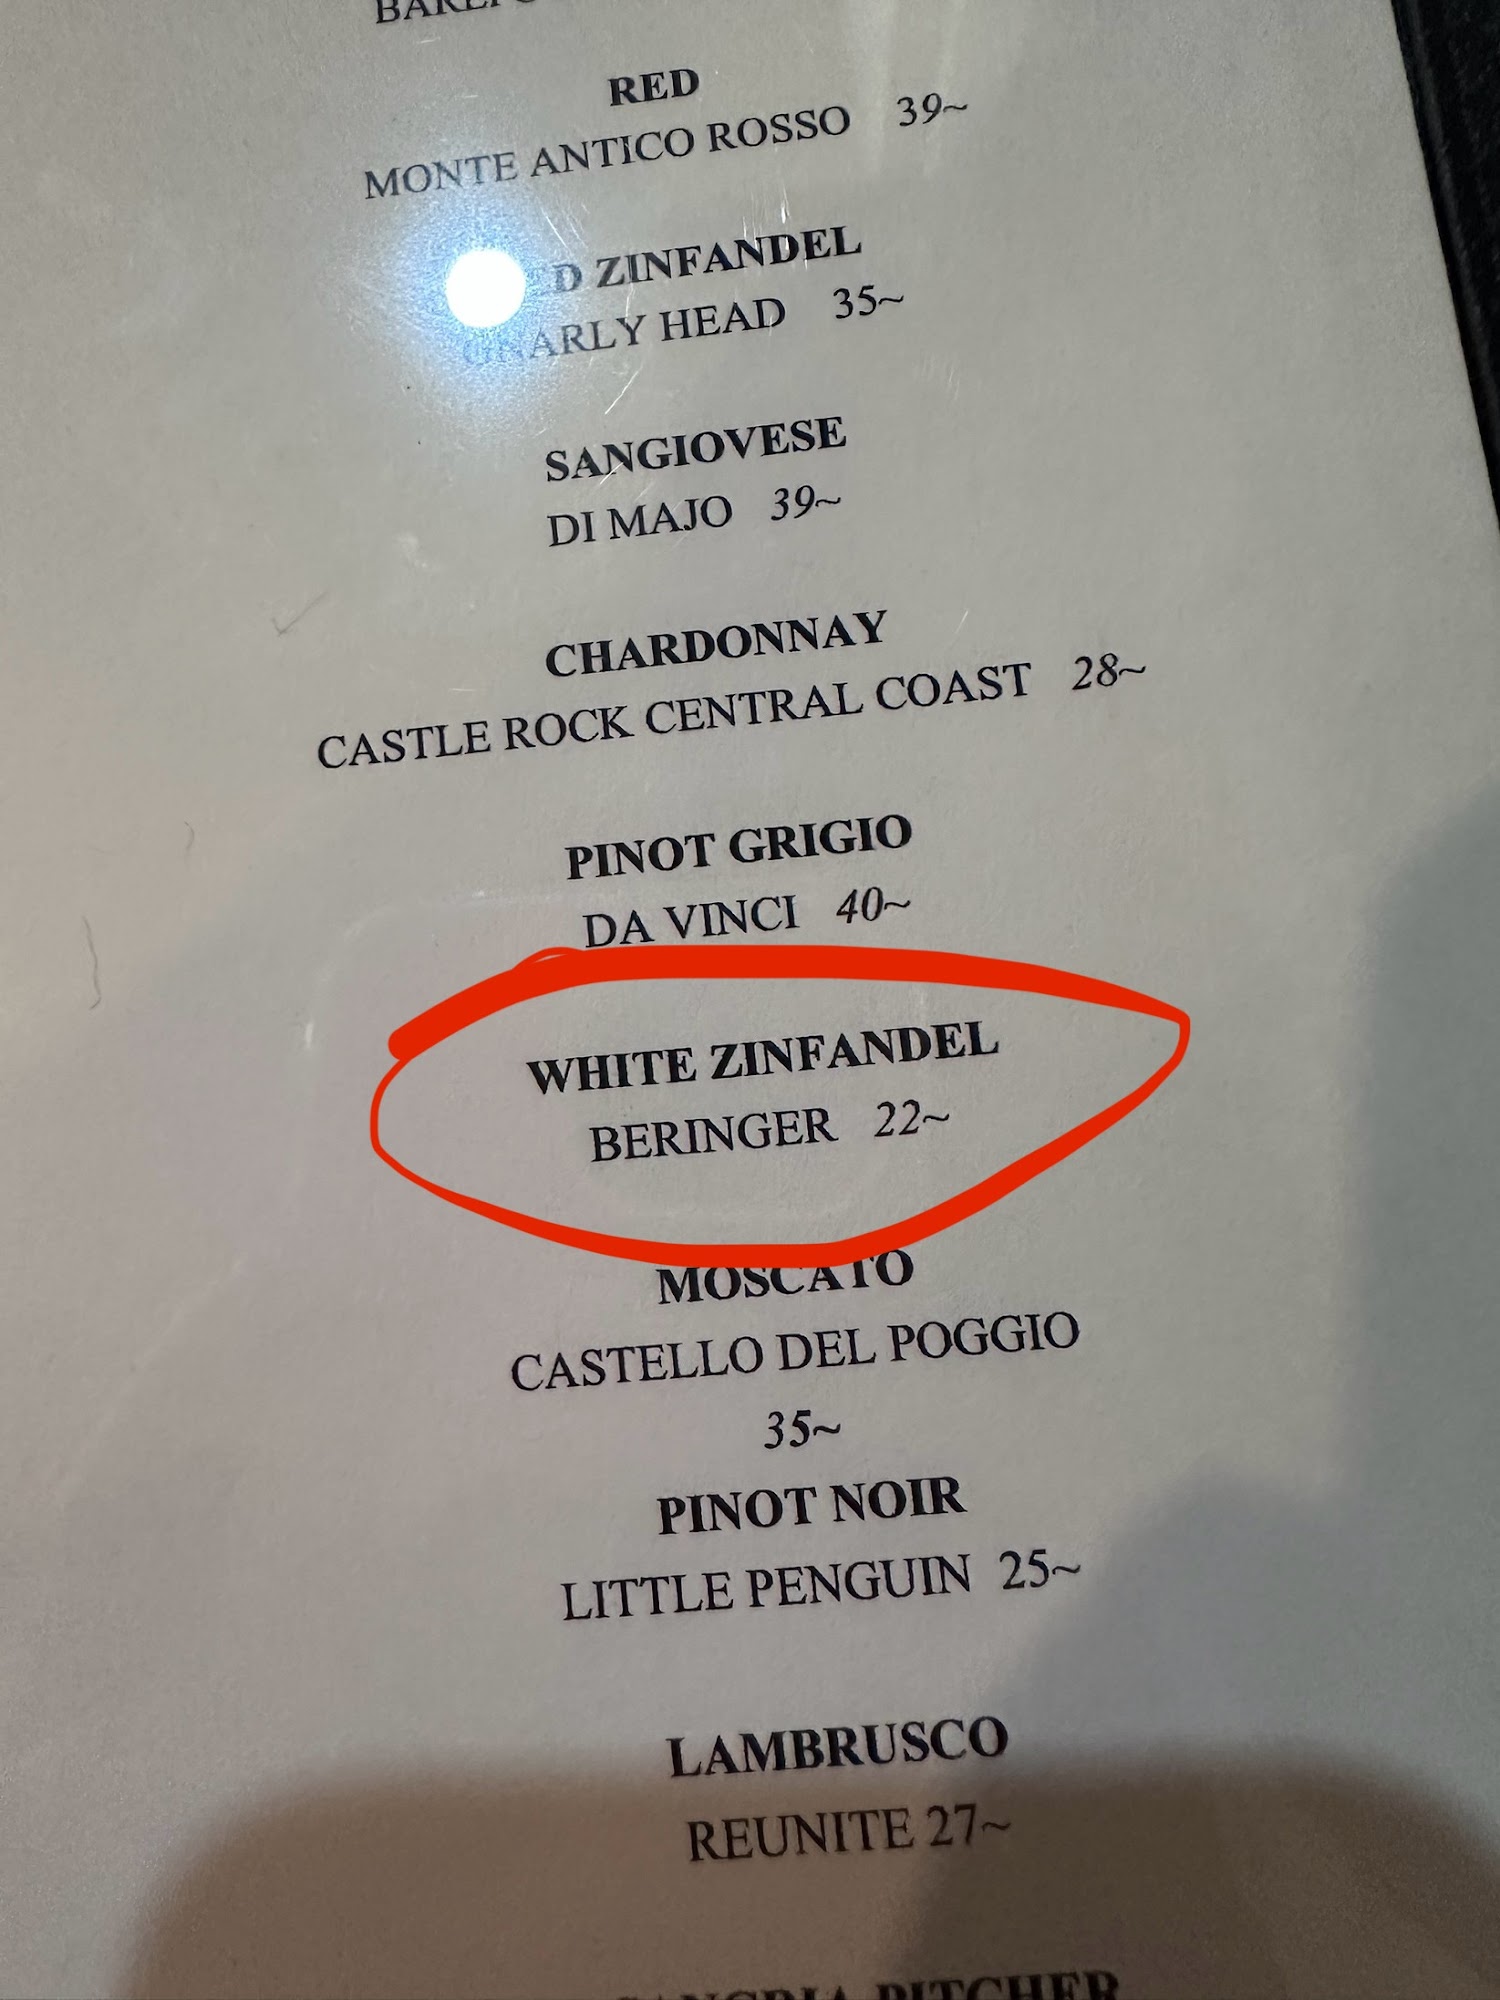 RED
MONTE ANTICO ROSSO 39~
ZINFANDEL
HEAD 35~
SANGIOVESE
DI MAJO 39~
CHARDONNAY
CASTLE ROCK CENTRAL COAST 28~
PINOT GRIGIO
DA VINCI 40~
WHITE ZINFANDEL
BERINGER 22~
MOSCATO
CASTELLO DEL POGGIO
35~
PINOT NOIR
LITTLE PENGUIN 25~
LAMBRUSCO
REUNITE 27~
PITCHER